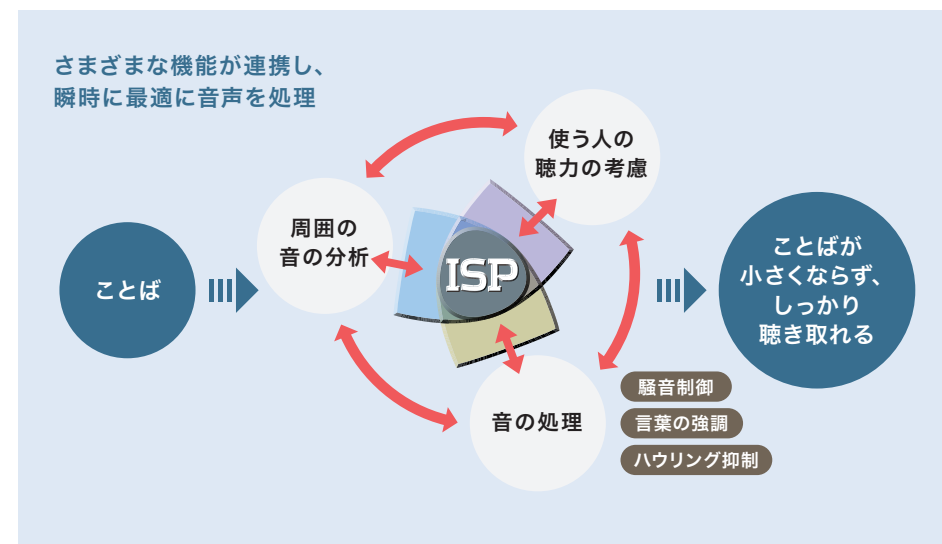 さまざまな機能が連携し、
瞬時に最適に音声を処理
使う人の
聴力の考慮
周囲の
音の分析
ISP
ことば
ことばが
小さくならず、
しっかり
聴き取れる
音の処理
騒音制御
言葉の強調
ハウリング抑制